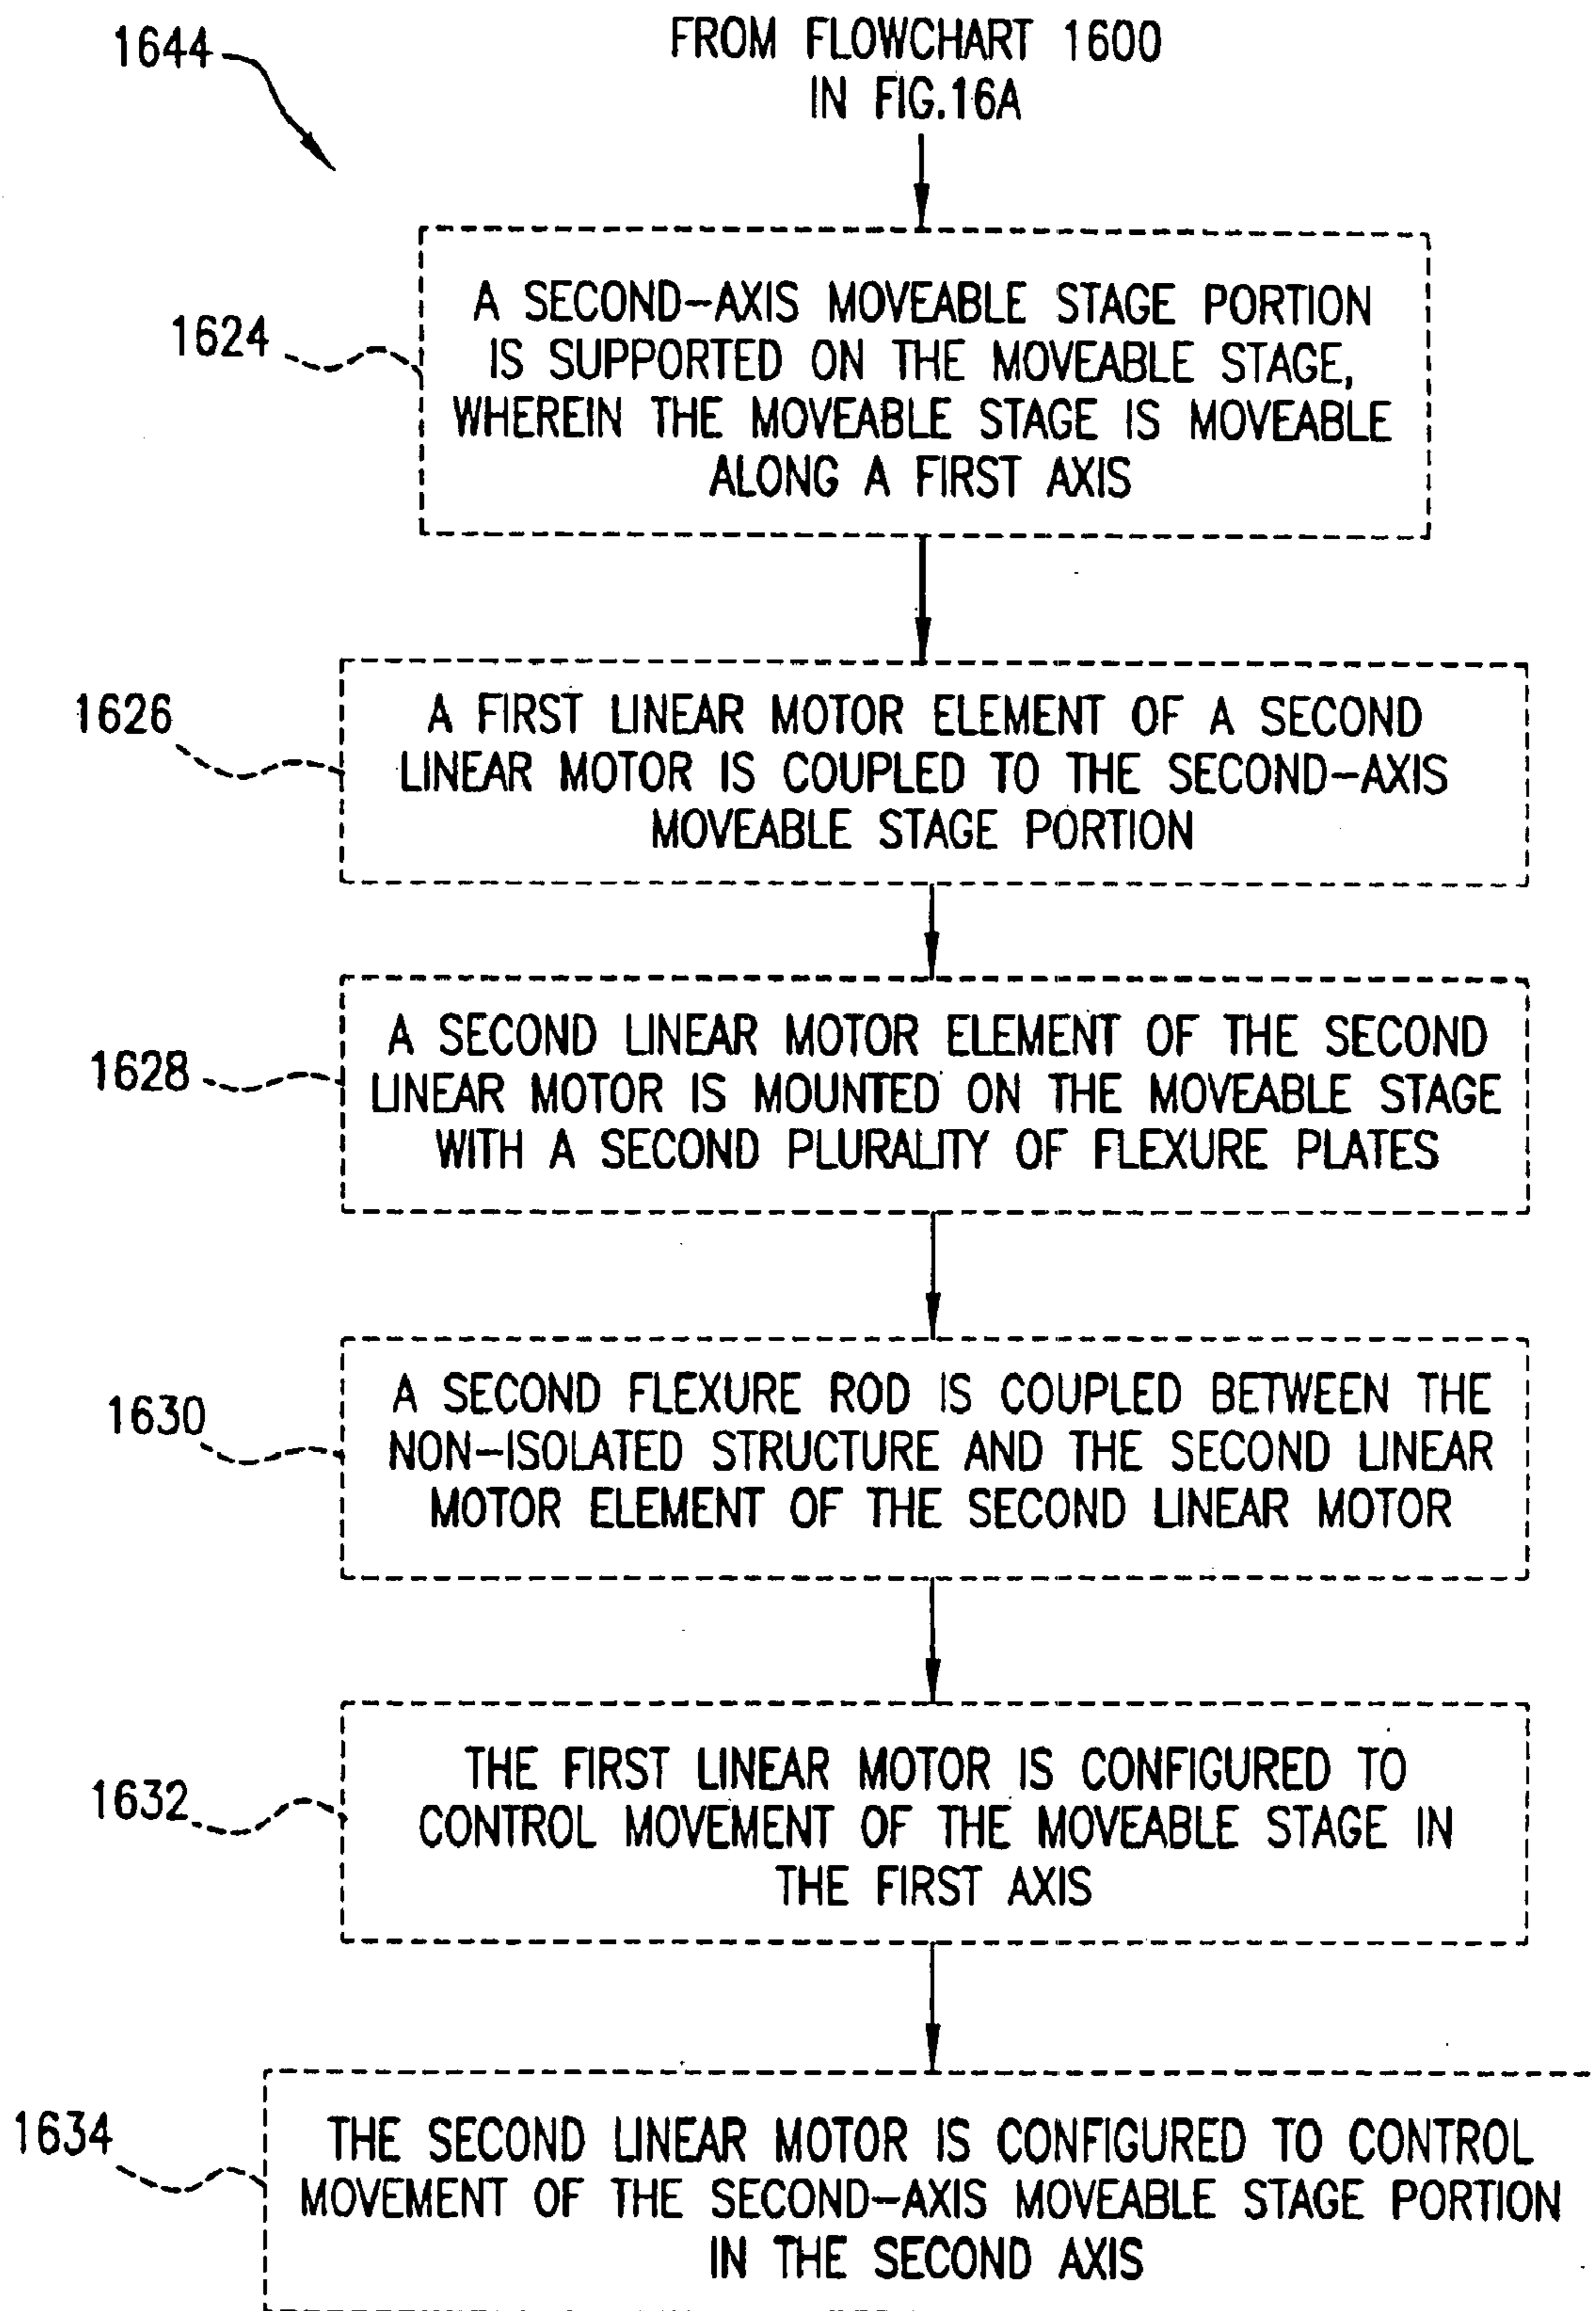 1644
FROM FLOWCHART 1600
IN FIG.16A
1624
A SECOND-AXIS MOVEABLE STAGE PORTION
IS SUPPORTED ON THE MOVEABLE STAGE,
WHEREIN THE MOVEABLE STAGE IS MOVEABLE
ALONG A FIRST AXIS
1626
A FIRST LINEAR MOTOR ELEMENT OF A SECOND
LINEAR MOTOR IS COUPLED TO THE SECOND-AXIS
MOVEABLE STAGE PORTION
1628
A SECOND LINEAR MOTOR ELEMENT OF THE SECOND
LINEAR MOTOR IS MOUNTED ON THE MOVEABLE STAGE
WITH A SECOND PLURALITY OF FLEXURE PLATES
1630
A SECOND FLEXURE ROD IS COUPLED BETWEEN THE
NON-ISOLATED STRUCTURE AND THE SECOND LINEAR
MOTOR ELEMENT OF THE SECOND LINEAR MOTOR
1632
THE FIRST LINEAR MOTOR IS CONFIGURED TO
CONTROL MOVEMENT OF THE MOVEABLE STAGE IN
THE FIRST AXIS
1634
THE SECOND LINEAR MOTOR IS CONFIGURED TO CONTROL
MOVEMENT OF THE SECOND-AXIS MOVEABLE STAGE PORTION
IN THE SECOND AXIS